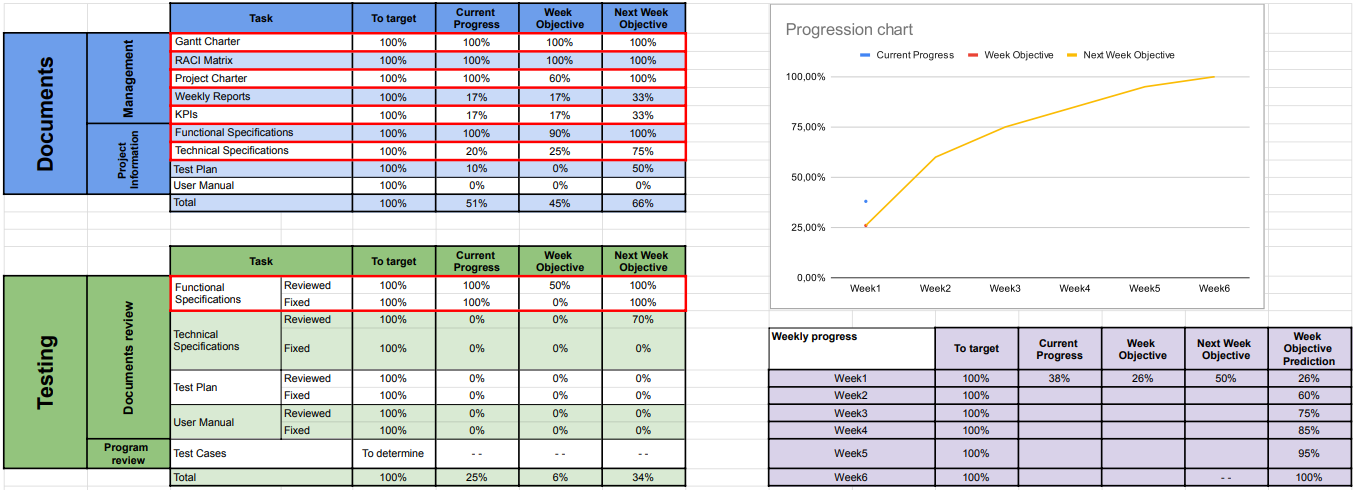 Task To target Current Progress Week Objective Next Week Objective
Documents
Management
Gantt Charter 100% 100% 100% 100%
RACI Matrix 100% 100% 100% 100%
Project Charter 100% 100% 60% 100%
Weekly Reports 100% 17% 17% 33%
KPIs 100% 17% 17% 33%
Project Information
Functional Specifications 100% 100% 90% 100%
Technical Specifications 100% 20% 25% 75%
Test Plan 100% 10% 0% 50%
User Manual 100% 0% 0% 0%
Total 100% 51% 45% 66%
Task To target Current Progress Week Objective Next Week Objective
Testing
Documents review
Functional Specifications
Reviewed 100% 100% 50% 100%
Fixed 100% 100% 0% 100%
Technical Specifications
Reviewed 100% 0% 0% 70%
Fixed 100% 0% 0% 0%
Test Plan
Reviewed 100% 0% 0% 0%
Fixed 100% 0% 0% 0%
User Manual
Reviewed 100% 0% 0% 0%
Fixed 100% 0% 0% 0%
Program review
Test Cases To determine - - - - - -
Total 100% 25% 6% 34%
Progression chart
Current Progress Week Objective Next Week Objective
100,00%
75,00%
50,00%
25,00%
0,00%
Week1 Week2 Week3 Week4 Week5 Week6
Weekly progress To target Current Progress Week Objective Next Week Objective Week Objective Prediction
Week1 100% 38% 26% 50% 26%
Week2 100% 60%
Week3 100% 75%
Week4 100% 85%
Week5 100% 95%
Week6 100% - - 100%